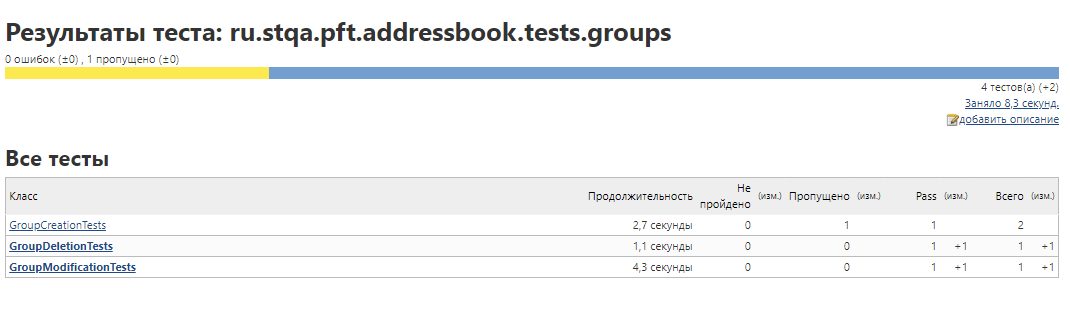 Результаты теста: ru.stqa.pft.addressbook.tests.groups
0 ошибок (±0) , 1 пропущено (±0)
4 тестов(а) (+2)
Заняло 8,3 секунд.
добавить описание
Все тесты
Класс Продолжительность Не пройдено (изм.) Пропущено (изм.) Pass (изм.) Всего (изм.)
GroupCreationTests 2,7 секунды 0 1 1 2
GroupDeletionTests 1,1 секунды 0 0 1 +1 1 +1
GroupModificationTests 4,3 секунды 0 0 1 +1 1 +1